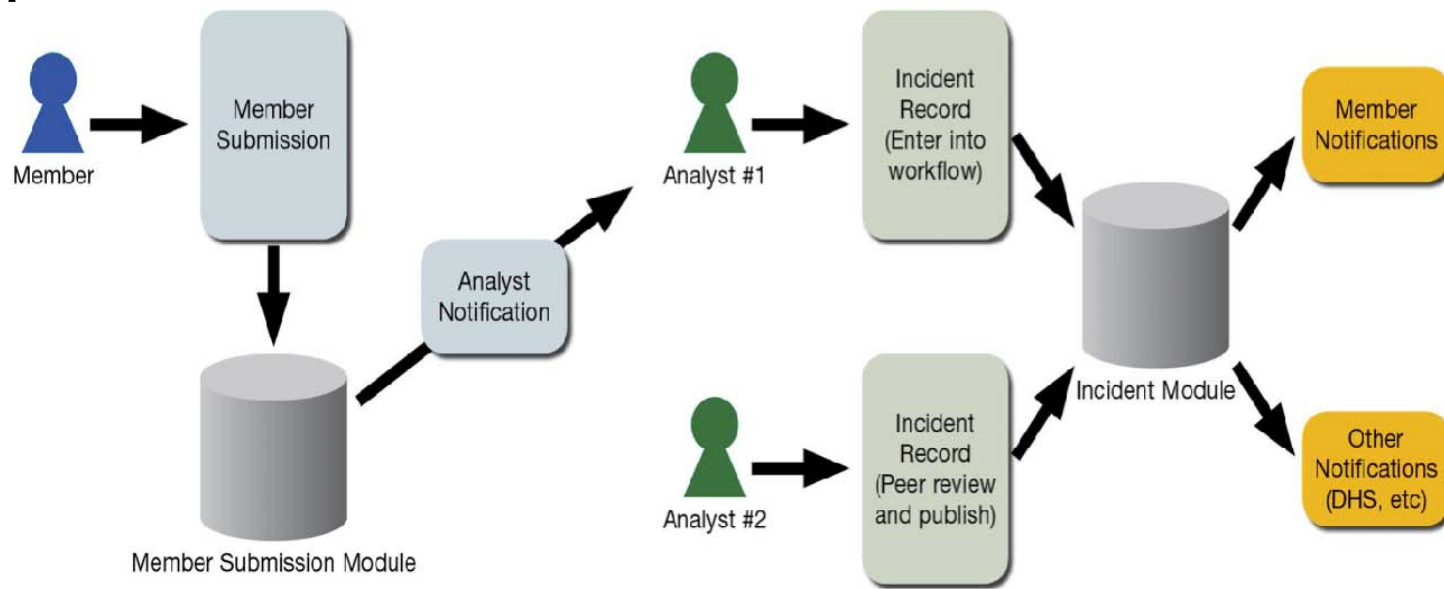 Member
Member
Submission
Member Submission Module
Analyst
Notification
Analyst #1
Incident
Record
(Enter into
workflow)
Analyst #2
Incident
Record
(Peer review
and publish)
Incident Module
Member
Notifications
Other
Notifications
(DHS, etc)